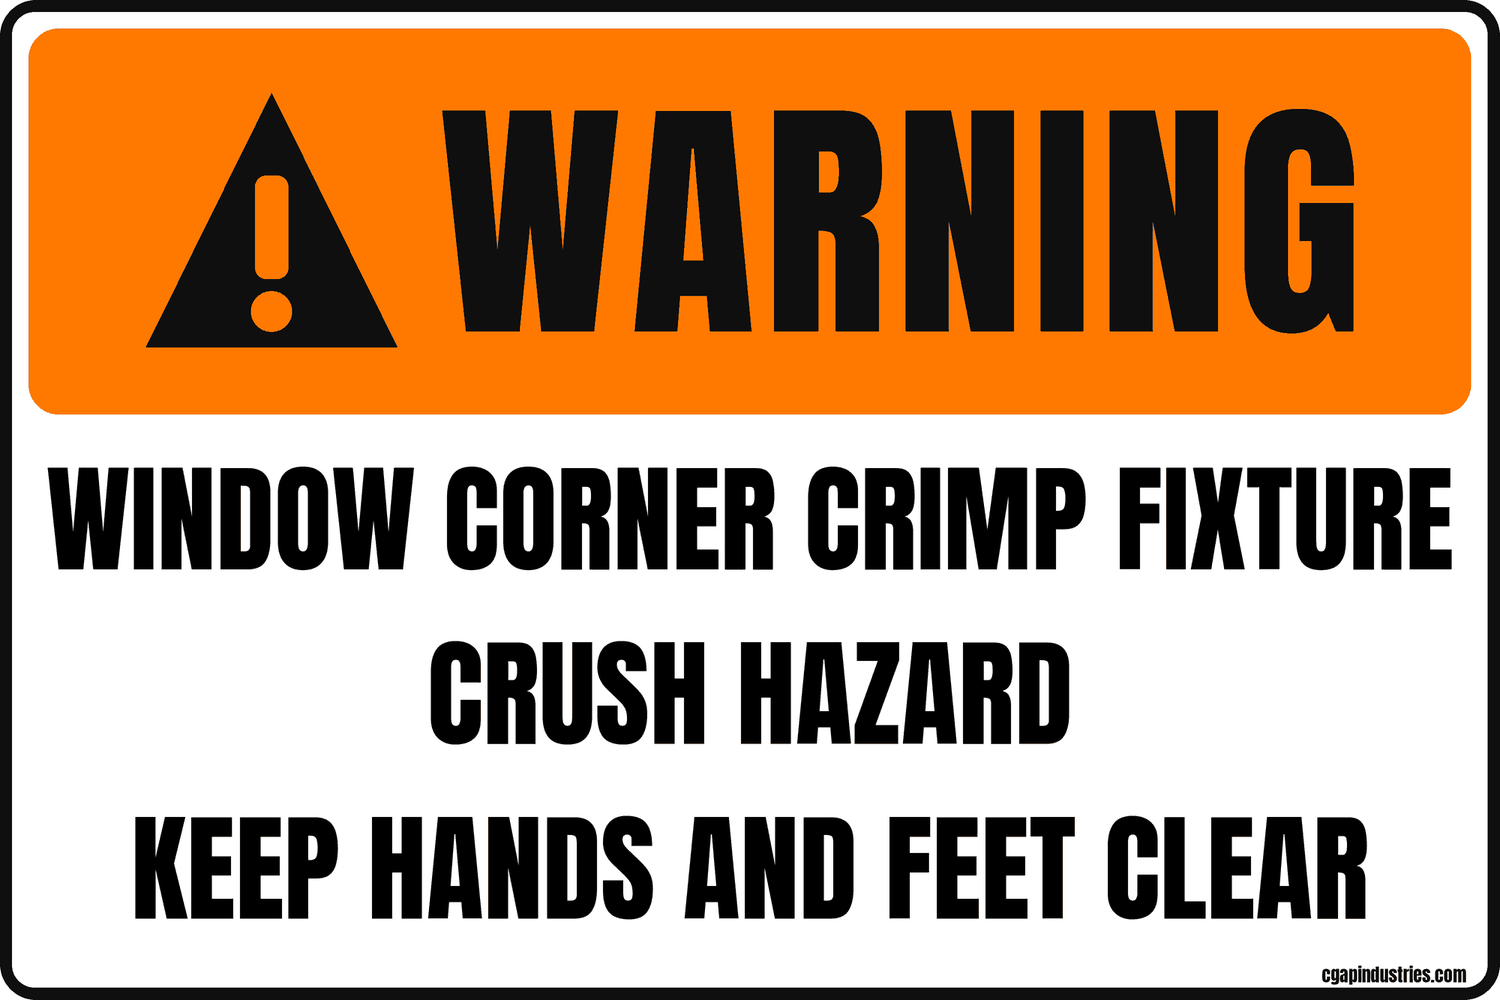 WARNING
WINDOW CORNER CRIMP FIXTURE
CRUSH HAZARD
KEEP HANDS AND FEET CLEAR
cgapindustries.com